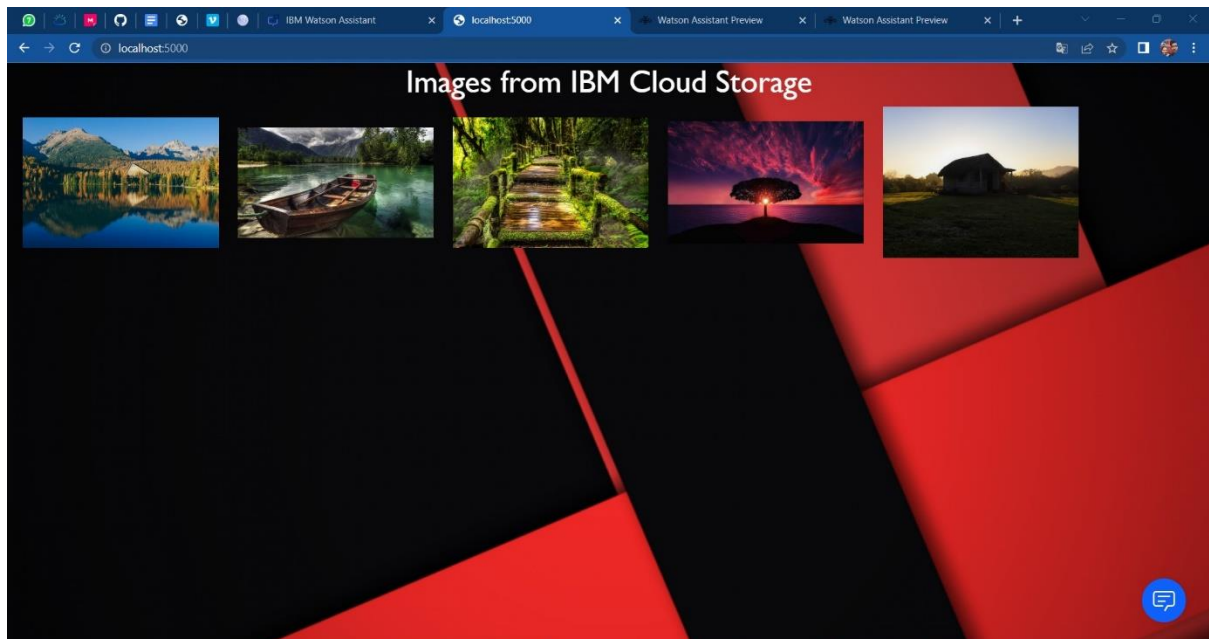 IBM Watson Assistant
localhost:5000
Watson Assistant Preview
Watson Assistant Preview
localhost:5000
Images from IBM Cloud Storage